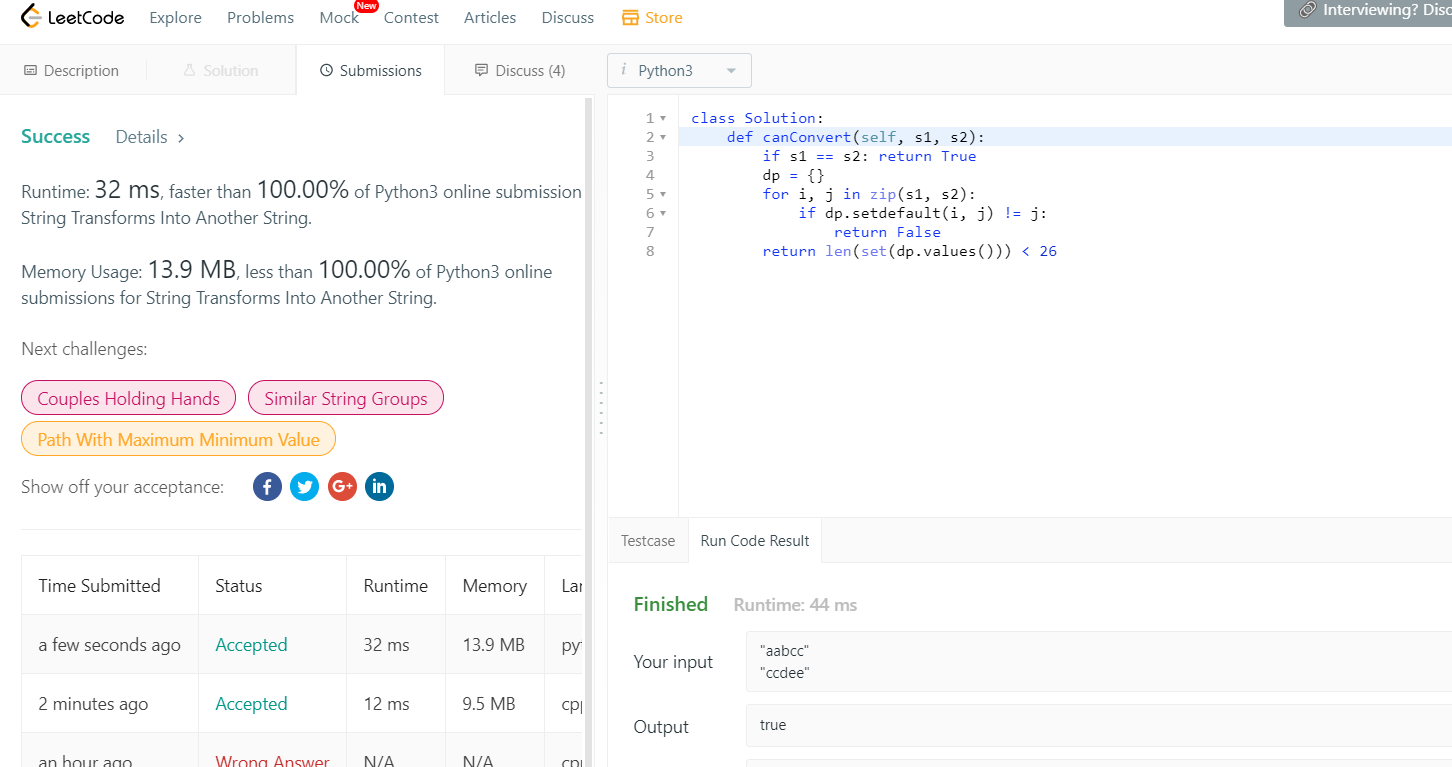 LeetCode Explore Problems Mock New Contest Articles Discuss Store Interviewing?
Description Solution Submissions Discuss (4) i Python3
Success Details >
Runtime: 32 ms, faster than 100.00% of Python3 online submission
String Transforms Into Another String.
Memory Usage: 13.9 MB, less than 100.00% of Python3 online
submissions for String Transforms Into Another String.
Next challenges:
Couples Holding Hands Similar String Groups
Path With Maximum Minimum Value
Show off your acceptance: f G+ in
Time Submitted Status Runtime Memory
a few seconds ago Accepted 32 ms 13.9 MB
2 minutes ago Accepted 12 ms 9.5 MB
an hour ago Wrong Answer N/A N/A
1 class Solution:
2 def canConvert(self, s1, s2):
3 if s1 == s2: return True
4 dp = {}
5 for i, j in zip(s1, s2):
6 if dp.setdefault(i, j) != j:
7 return False
8 return len(set(dp.values())) < 26
Testcase Run Code Result
Finished Runtime: 44 ms
Your input "aabcc"
"ccdee"
Output true